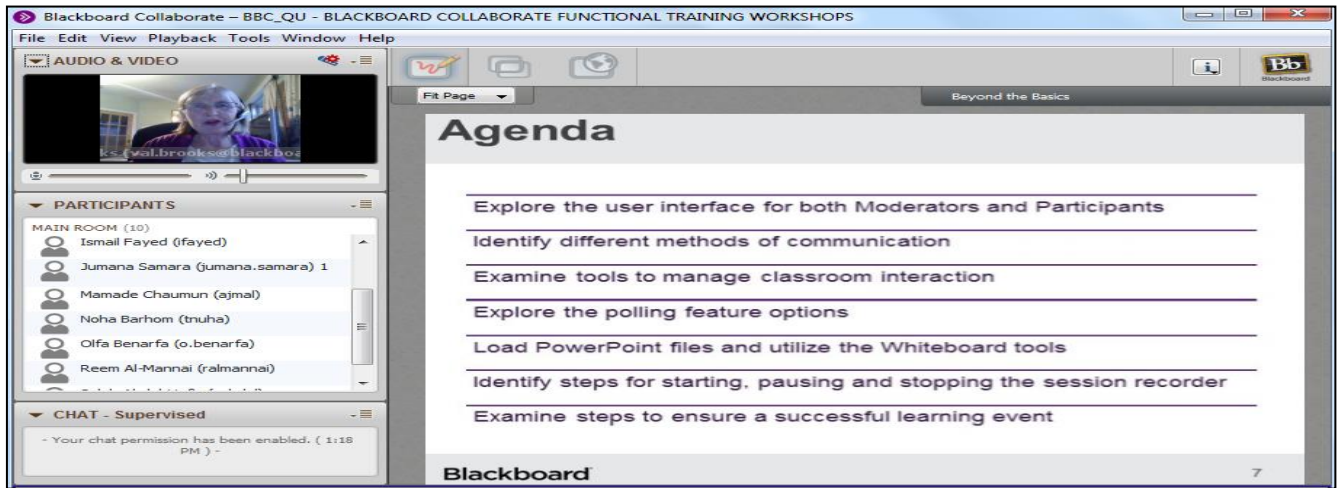 Blackboard Collaborate – BBC_QU - BLACKBOARD COLLABORATE FUNCTIONAL TRAINING WORKSHOPS
File Edit View Playback Tools Window Help
AUDIO & VIDEO
ks (val.brooks@blackboa
PARTICIPANTS
MAIN ROOM (10)
Ismail Fayed (ifayed)
Jumana Samara (jumana.samara) 1
Mamade Chaumun (ajmal)
Noha Barhom (tnuha)
Olfa Benarfa (o.benarfa)
Reem Al-Mannai (ralmannai)
CHAT - Supervised
- Your chat permission has been enabled. ( 1:18
PM ) -
i
Bb
Blackboard
Fit Page
Beyond the Basics
Agenda
Explore the user interface for both Moderators and Participants
Identify different methods of communication
Examine tools to manage classroom interaction
Explore the polling feature options
Load PowerPoint files and utilize the Whiteboard tools
Identify steps for starting, pausing and stopping the session recorder
Examine steps to ensure a successful learning event
Blackboard
7